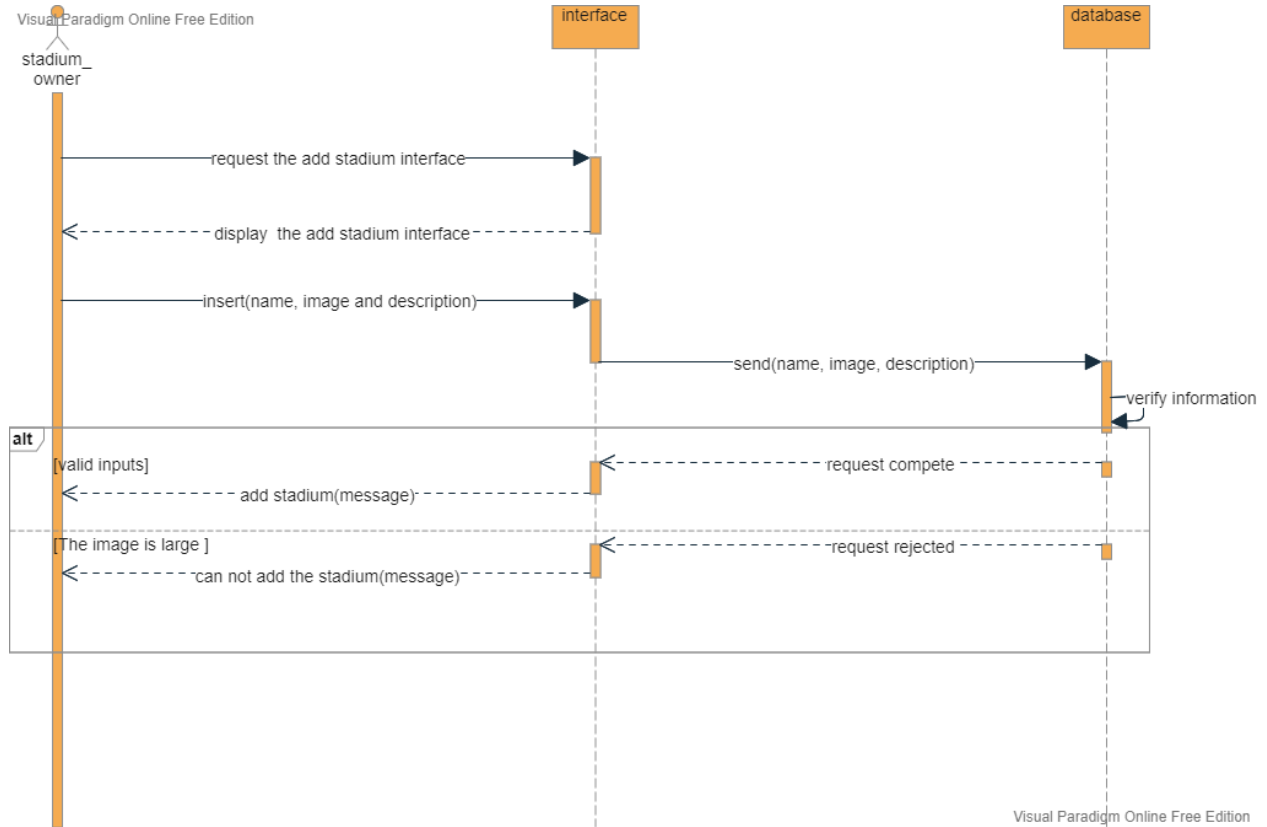 Visual Paradigm Online Free Edition
interface
database
stadium_
owner
request the add stadium interface
display the add stadium interface
insert(name, image and description)
send(name, image, description)
verify information
alt
[valid inputs]
request compete
add stadium(message)
[The image is large ]
request rejected
can not add the stadium(message)
Visual Paradigm Online Free Edition